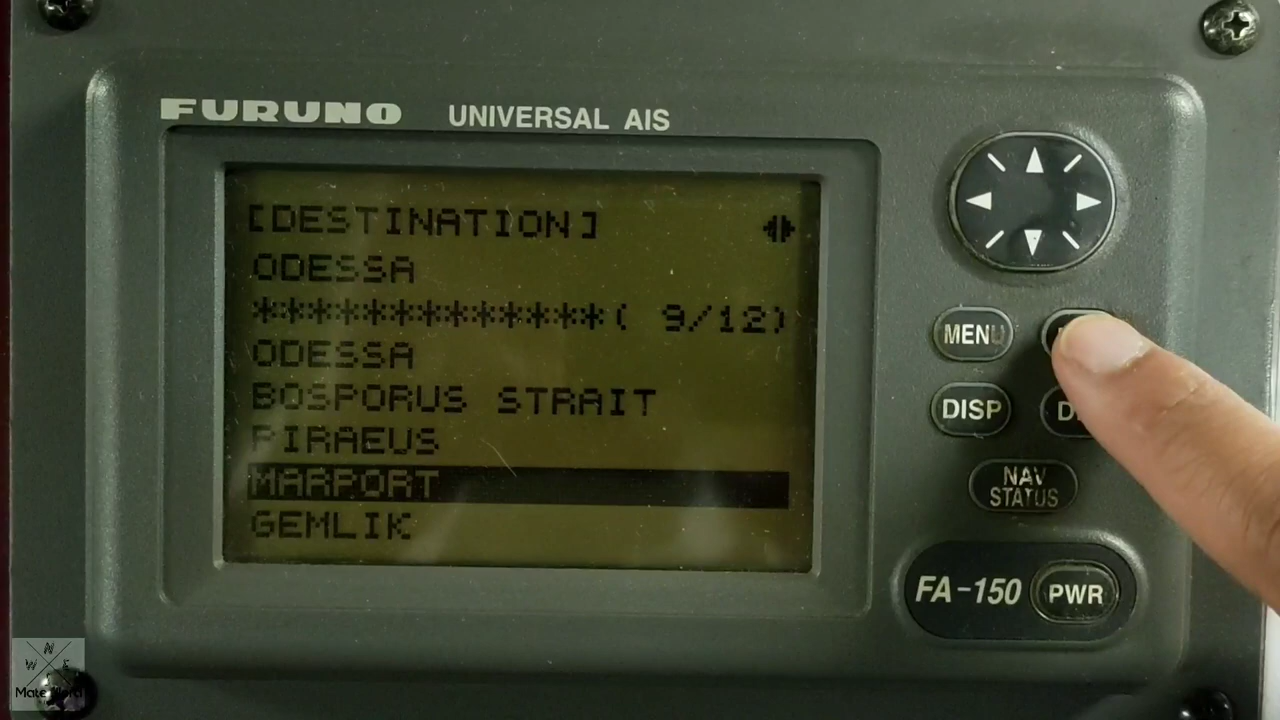 FURUNO UNIVERSAL AIS
[DESTINATION]
ODESSA
*************( 9/12)
ODESSA
BOSPORUS STRAIT
PIRAEUS
MARPORT
GEMLIK
MENU
DISP
NAV
STATUS
FA-150 PWR
N
W E
Mate